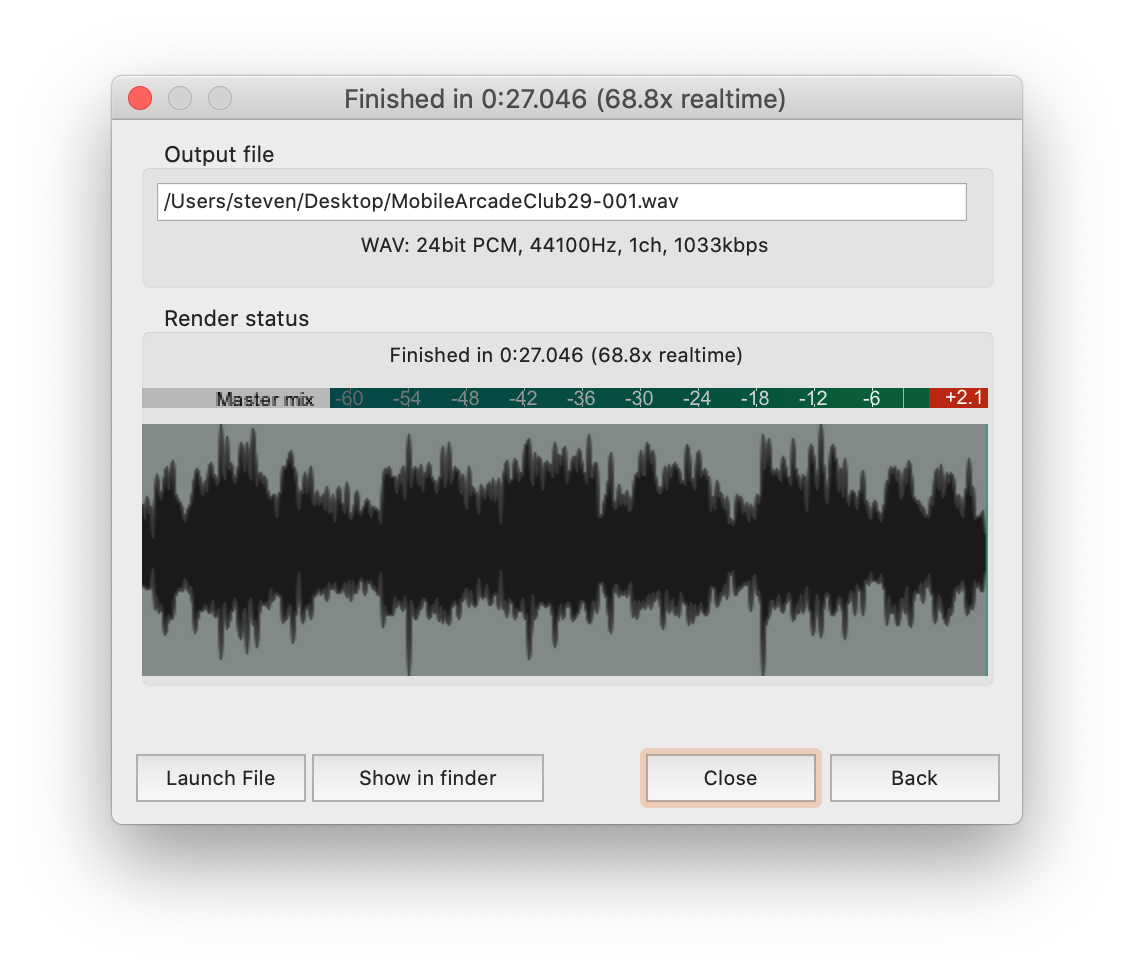 Finished in 0:27.046 (68.8x realtime)
Output file
/Users/steven/Desktop/MobileArcadeClub29-001.wav
WAV: 24bit PCM, 44100Hz, 1ch, 1033kbps
Render status
Finished in 0:27.046 (68.8x realtime)
Master mix -60 -54 -48 -42 -36 -30 -24 -18 -12 -6 +2.1
Launch File Show in finder Close Back